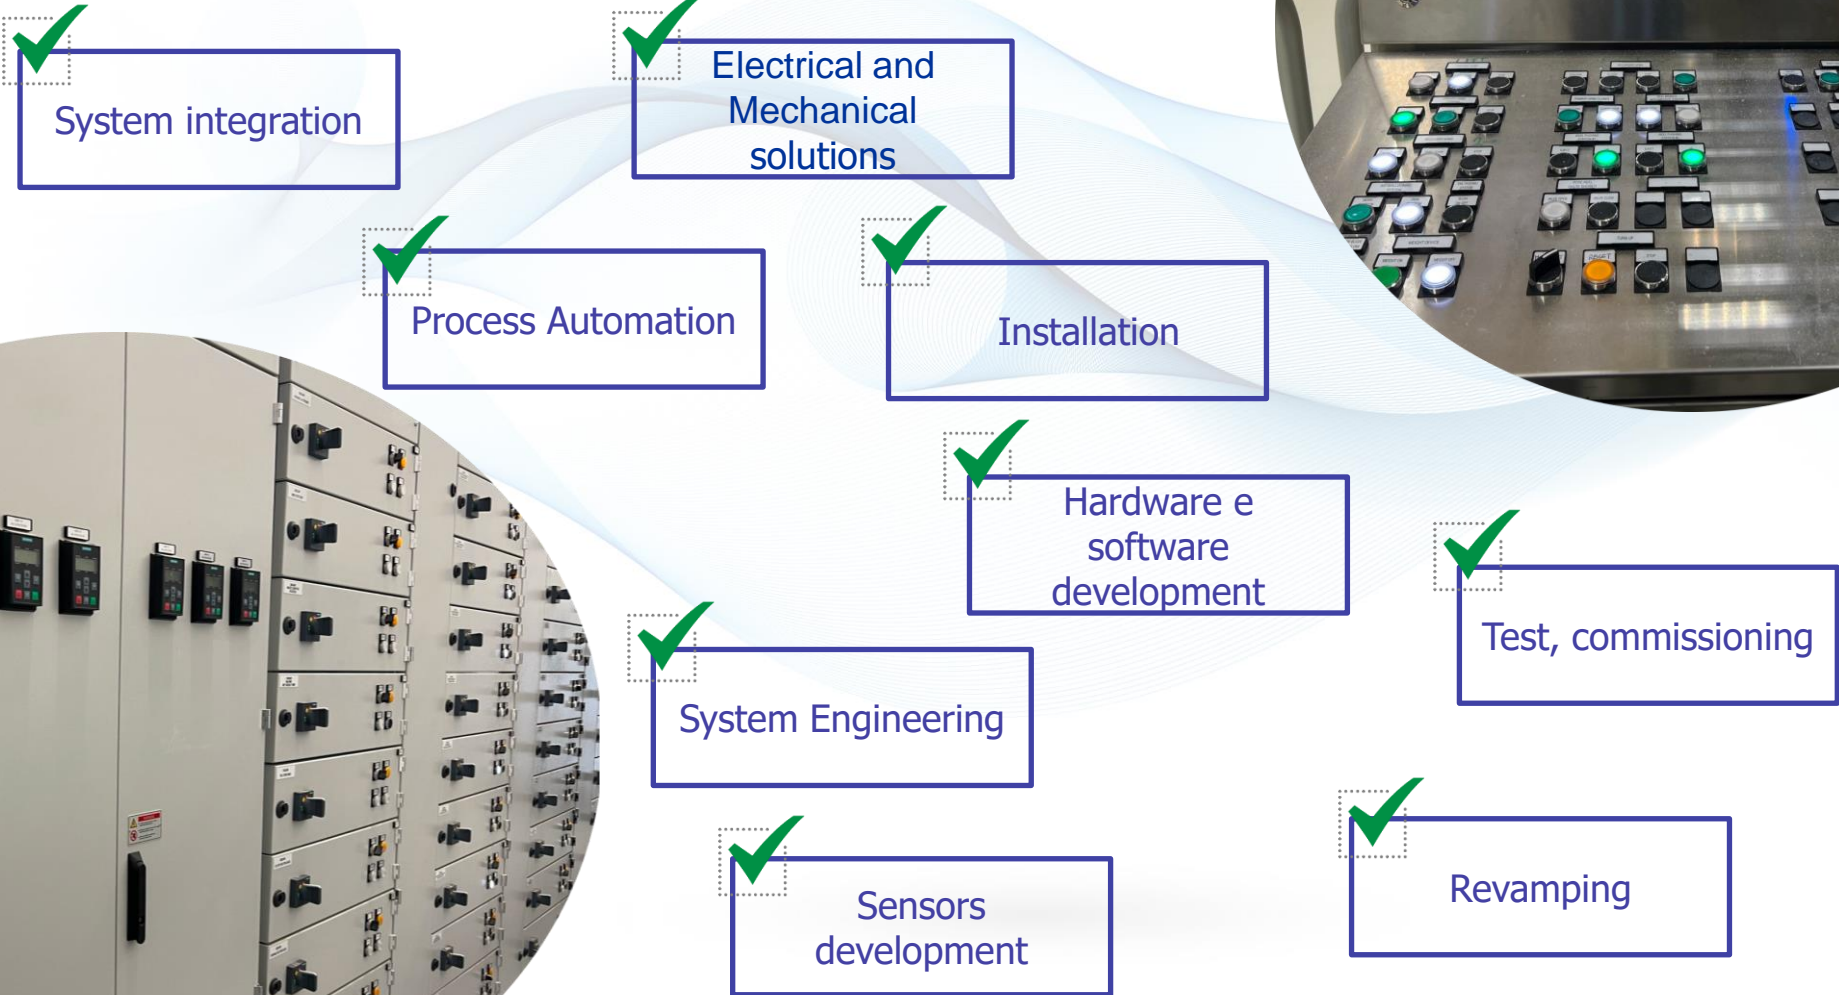 System integration
Electrical and
Mechanical
solutions
Process Automation
Installation
Hardware e
software
development
Test, commissioning
System Engineering
Revamping
Sensors
development